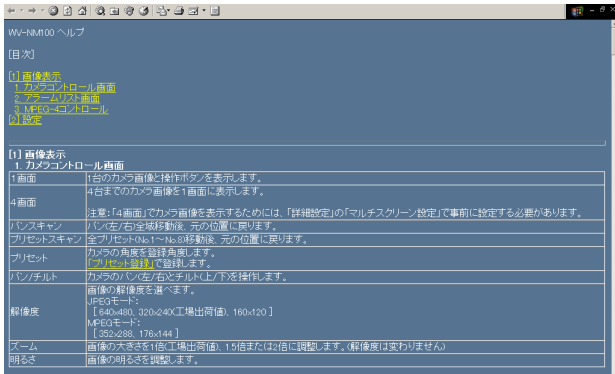 WV-NM100 ヘルプ
[目次]
[1] 画像表示
1. カメラコントロール画面
2. アラームリスト画面
3. MPEG-4コントロール
[2] 設定
[1] 画像表示
1. カメラコントロール画面
1画面 1台のカメラ画像と操作ボタンを表示します。
4画面 4台までのカメラ画像を1画面に表示します。
注意:「4画面」でカメラ画像を表示するためには、「詳細設定」の「マルチスクリーン設定」で事前に設定する必要があります。
パンスキャン パン(左/右)全域移動後、元の位置に戻ります。
プリセットスキャン 全プリセット(No.1～No.8)移動後、元の位置に戻ります。
プリセット カメラの角度を登録角度します。
「プリセット登録」で登録します。
パン/チルト カメラのパン(左/右)とチルト(上/下)を操作します。
解像度 画像の解像度を選べます。
JPEGモード:
[ 640x480、320x240(工場出荷値)、160x120 ]
MPEGモード:
[ 352x288、176x144 ]
ズーム 画像の大きさを1倍(工場出荷値)、1.5倍または2倍に調整します。(解像度は変わりません)
明るさ 画像の明るさを調整します。